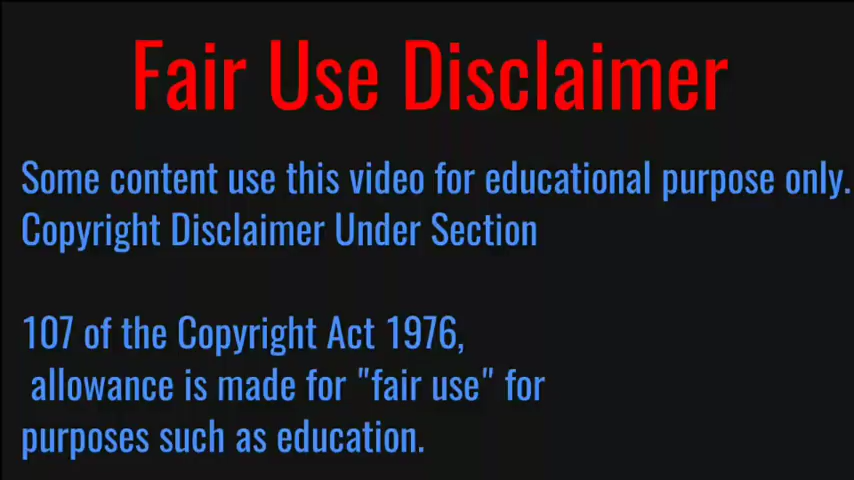 Fair Use Disclaimer
Some content use this video for educational purpose only.
Copyright Disclaimer Under Section
107 of the Copyright Act 1976,
allowance is made for "fair use" for
purposes such as education.